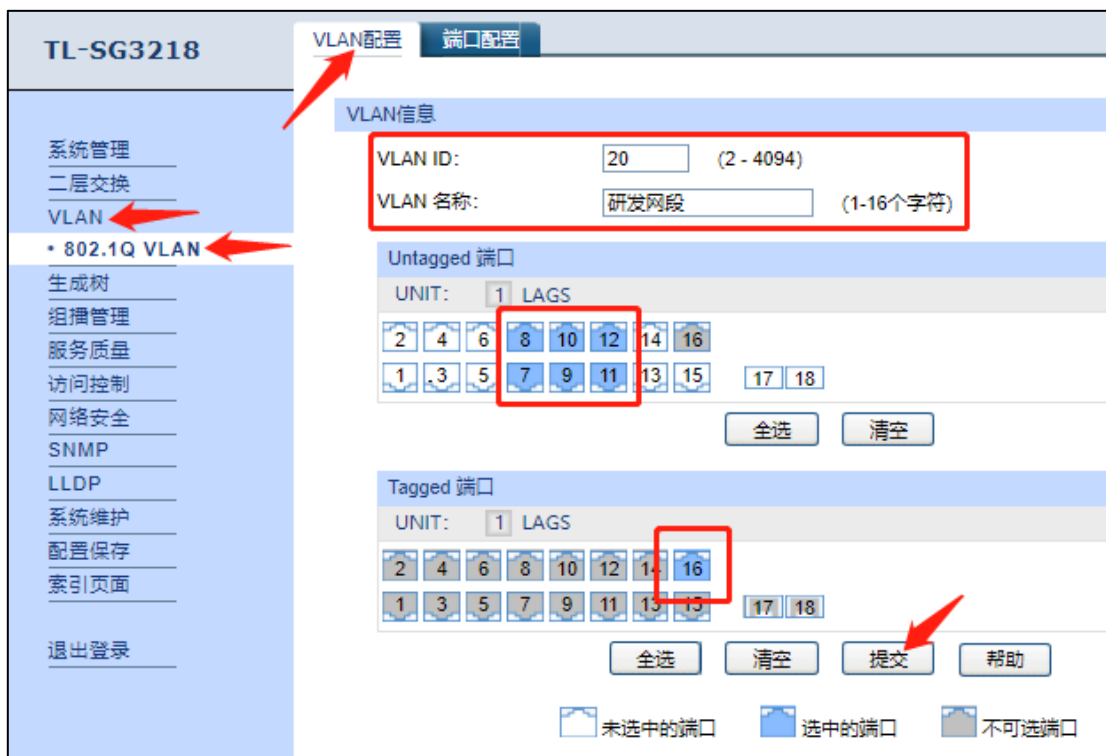 TL-SG3218
VLAN配置 端口配置
VLAN信息
系统管理
二层交换
VLAN
• 802.1Q VLAN
生成树
组播管理
服务质量
访问控制
网络安全
SNMP
LLDP
系统维护
配置保存
索引页面
退出登录
VLAN ID: 20 (2 - 4094)
VLAN 名称: 研发网段 (1-16个字符)
Untagged 端口
UNIT: 1 LAGS
2 4 6 8 10 12 14 16
1 3 5 7 9 11 13 15 17 18
全选 清空
Tagged 端口
UNIT: 1 LAGS
2 4 6 8 10 12 14 16
1 3 5 7 9 11 13 15 17 18
全选 清空 提交 帮助
未选中的端口 选中的端口 不可选端口